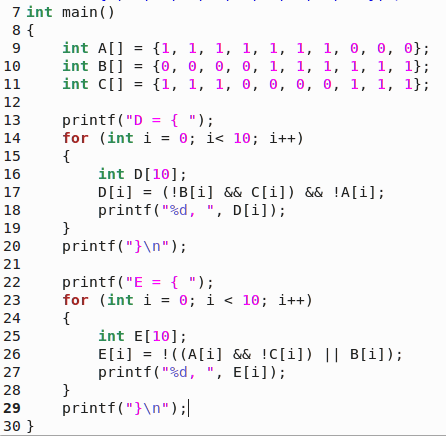 7 int main()
8 {
9     int A[] = {1, 1, 1, 1, 1, 1, 1, 0, 0, 0};
10     int B[] = {0, 0, 0, 0, 1, 1, 1, 1, 1, 1};
11     int C[] = {1, 1, 1, 0, 0, 0, 0, 1, 1, 1};
12
13     printf("D = { ");
14     for (int i = 0; i< 10; i++)
15     {
16         int D[10];
17         D[i] = (!B[i] && C[i]) && !A[i];
18         printf("%d, ", D[i]);
19     }
20     printf("}\n");
21
22     printf("E = { ");
23     for (int i = 0; i < 10; i++)
24     {
25         int E[10];
26         E[i] = !((A[i] && !C[i]) || B[i]);
27         printf("%d, ", E[i]);
28     }
29     printf("}\n");
30 }